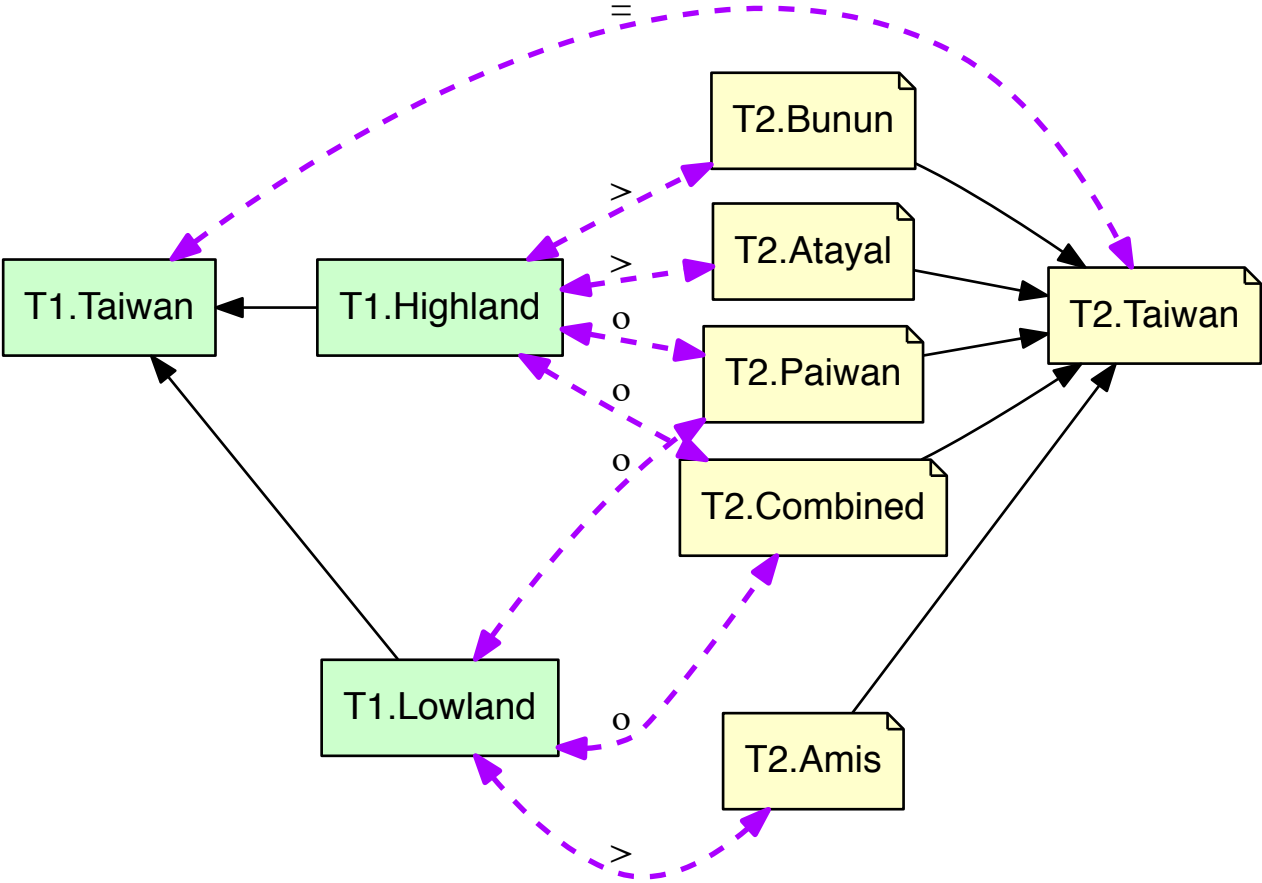 =
T2.Bunun
>
T2.Atayal
>
T1.Taiwan
T1.Highland
T2.Taiwan
o
T2.Paiwan
o
o
T2.Combined
T1.Lowland
o
T2.Amis
>